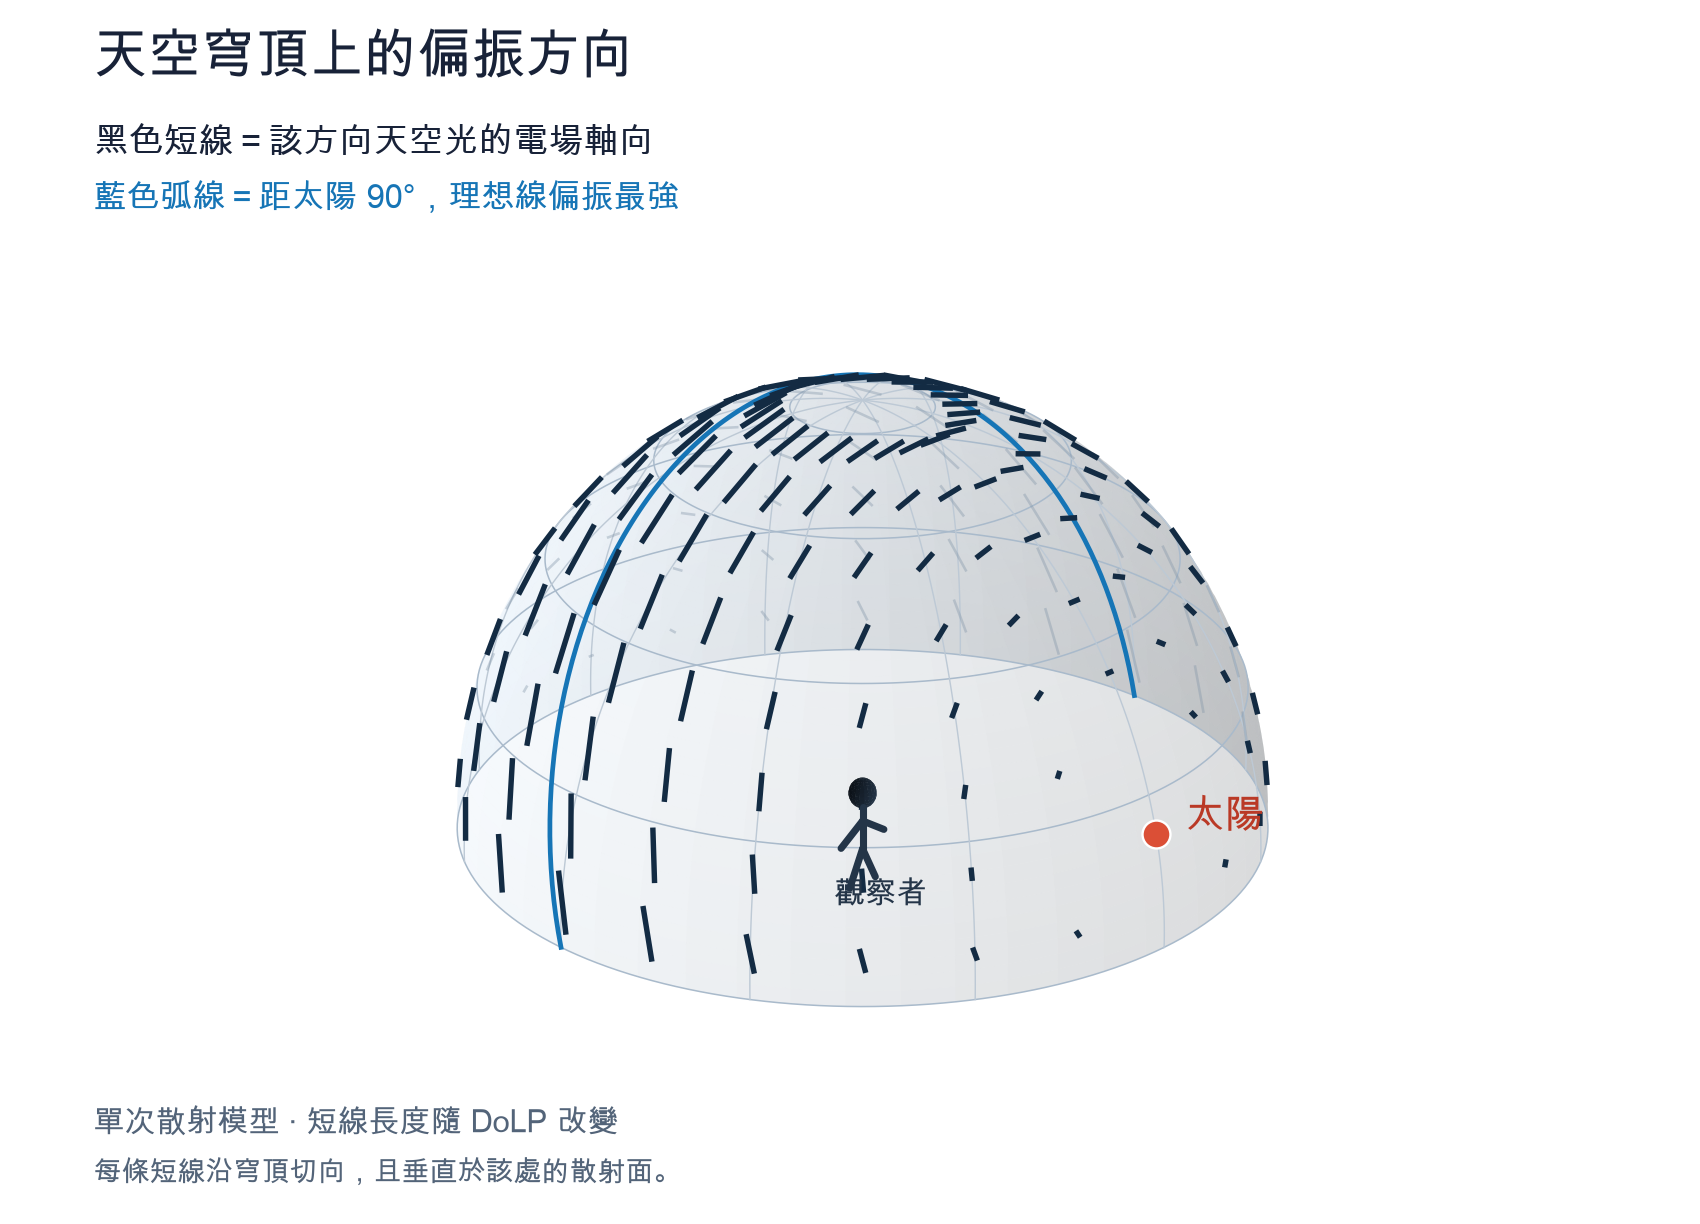 天空穹頂上的偏振方向
黑色短線 = 該方向天空光的電場軸向
藍色弧線 = 距太陽 90°，理想線偏振最強
太陽
觀察者
單次散射模型 · 短線長度隨 DoLP 改變
每條短線沿穹頂切向，且垂直於該處的散射面。